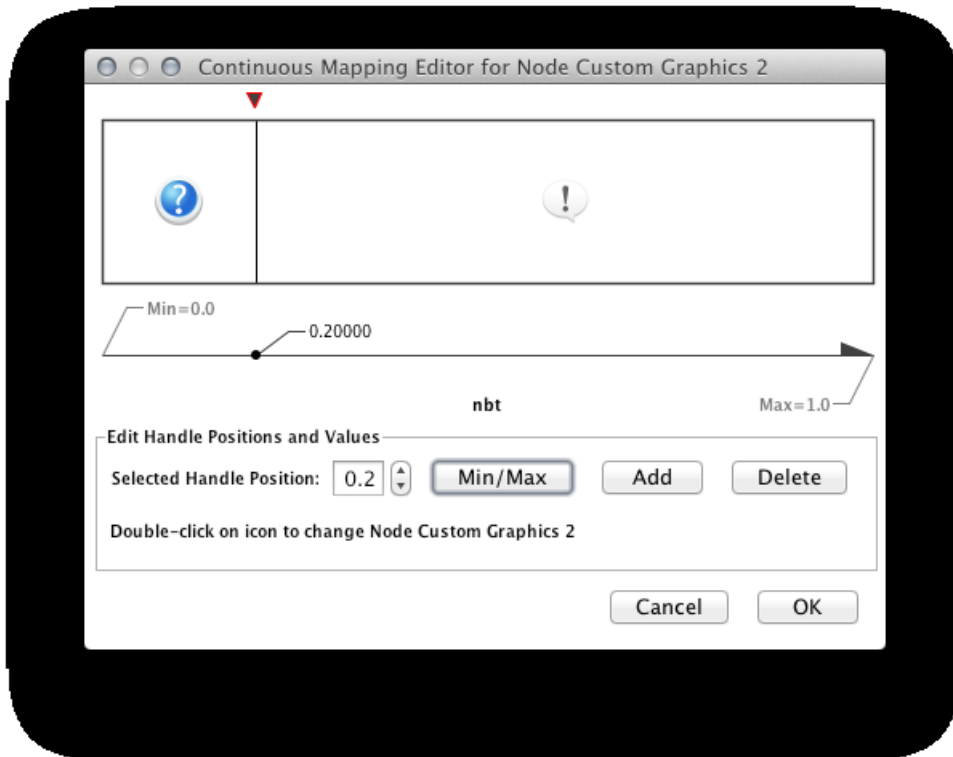 Continuous Mapping Editor for Node Custom Graphics 2
?
!
Min=0.0
0.20000
nbt
Max=1.0
Edit Handle Positions and Values
Selected Handle Position: 0.2 Min/Max Add Delete
Double-click on icon to change Node Custom Graphics 2
Cancel OK